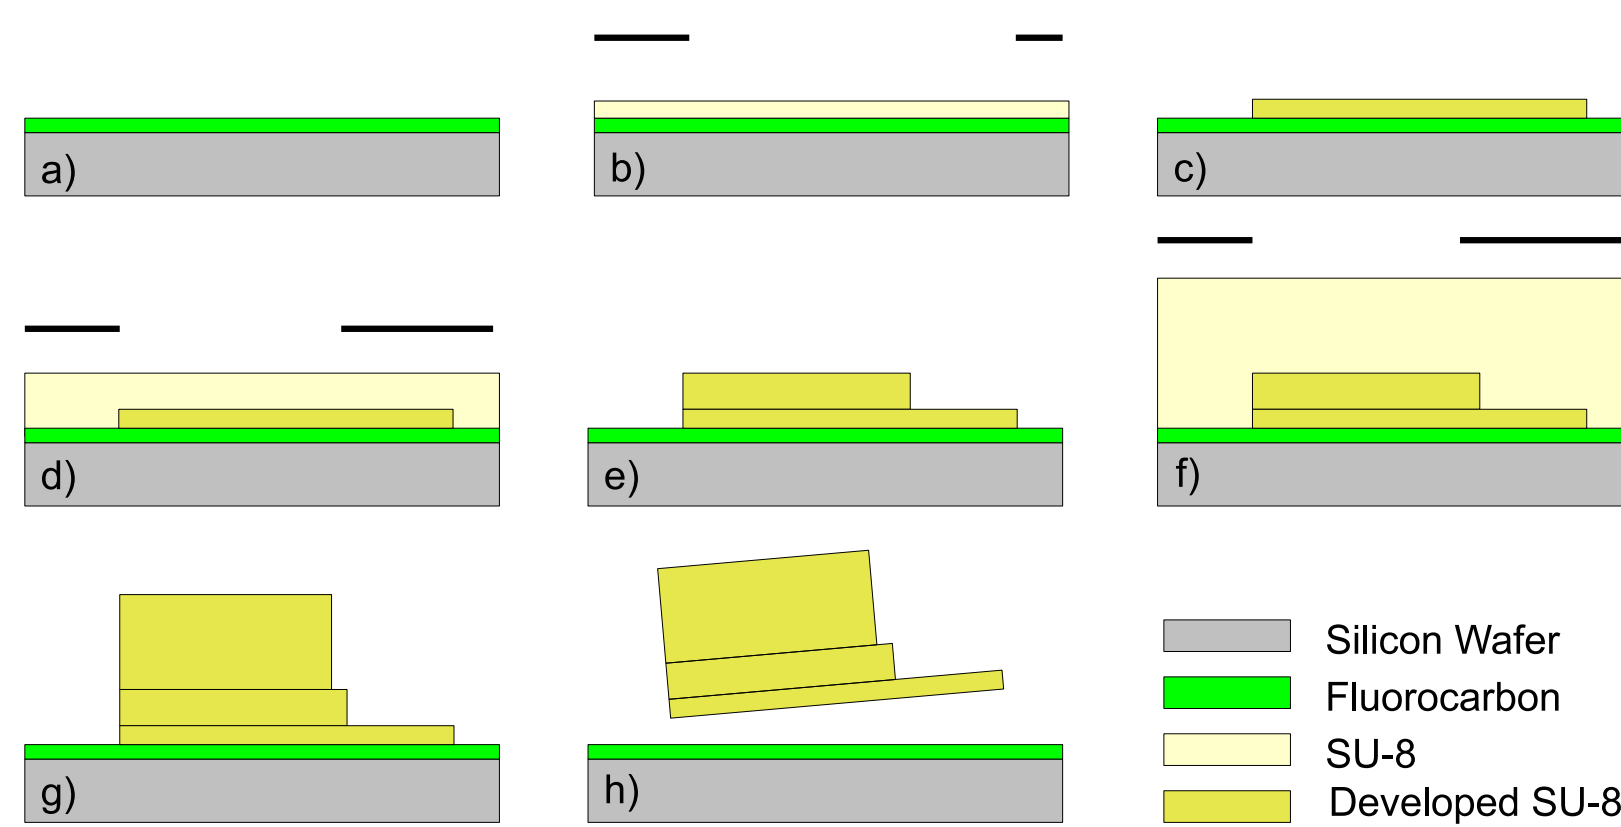 a)
b)
c)
d)
e)
f)
g)
h)
Silicon Wafer
Fluorocarbon
SU-8
Developed SU-8